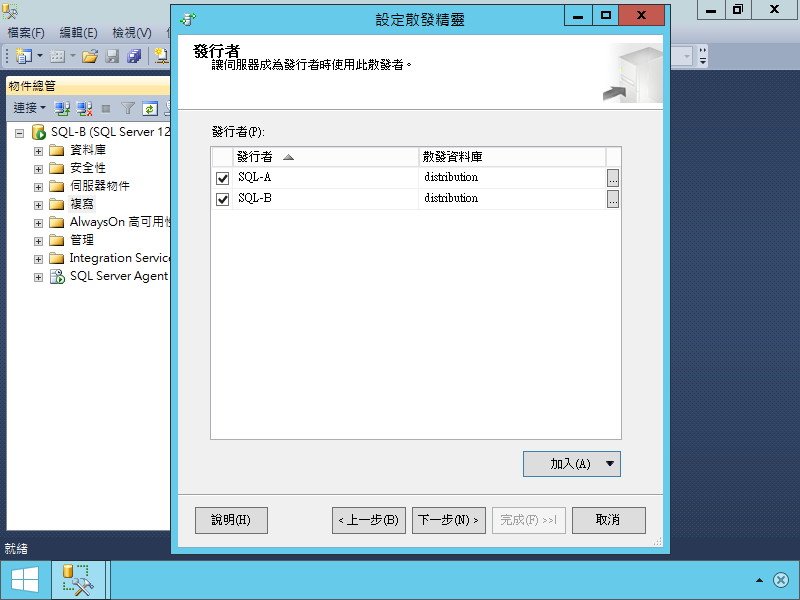 設定散發精靈
檔案(F) 編輯(E) 檢視(V)
物件總管
連接
SQL-B (SQL Server 12
資料庫
安全性
伺服器物件
複寫
AlwaysOn 高可用性
管理
Integration Service
SQL Server Agent
發行者
讓伺服器成為發行者時使用此散發者。
發行者(P):
發行者 散發資料庫
SQL-A distribution ...
SQL-B distribution ...
加入(A)
說明(H) < 上一步(B) 下一步(N) > 完成(F) >>| 取消
就緒